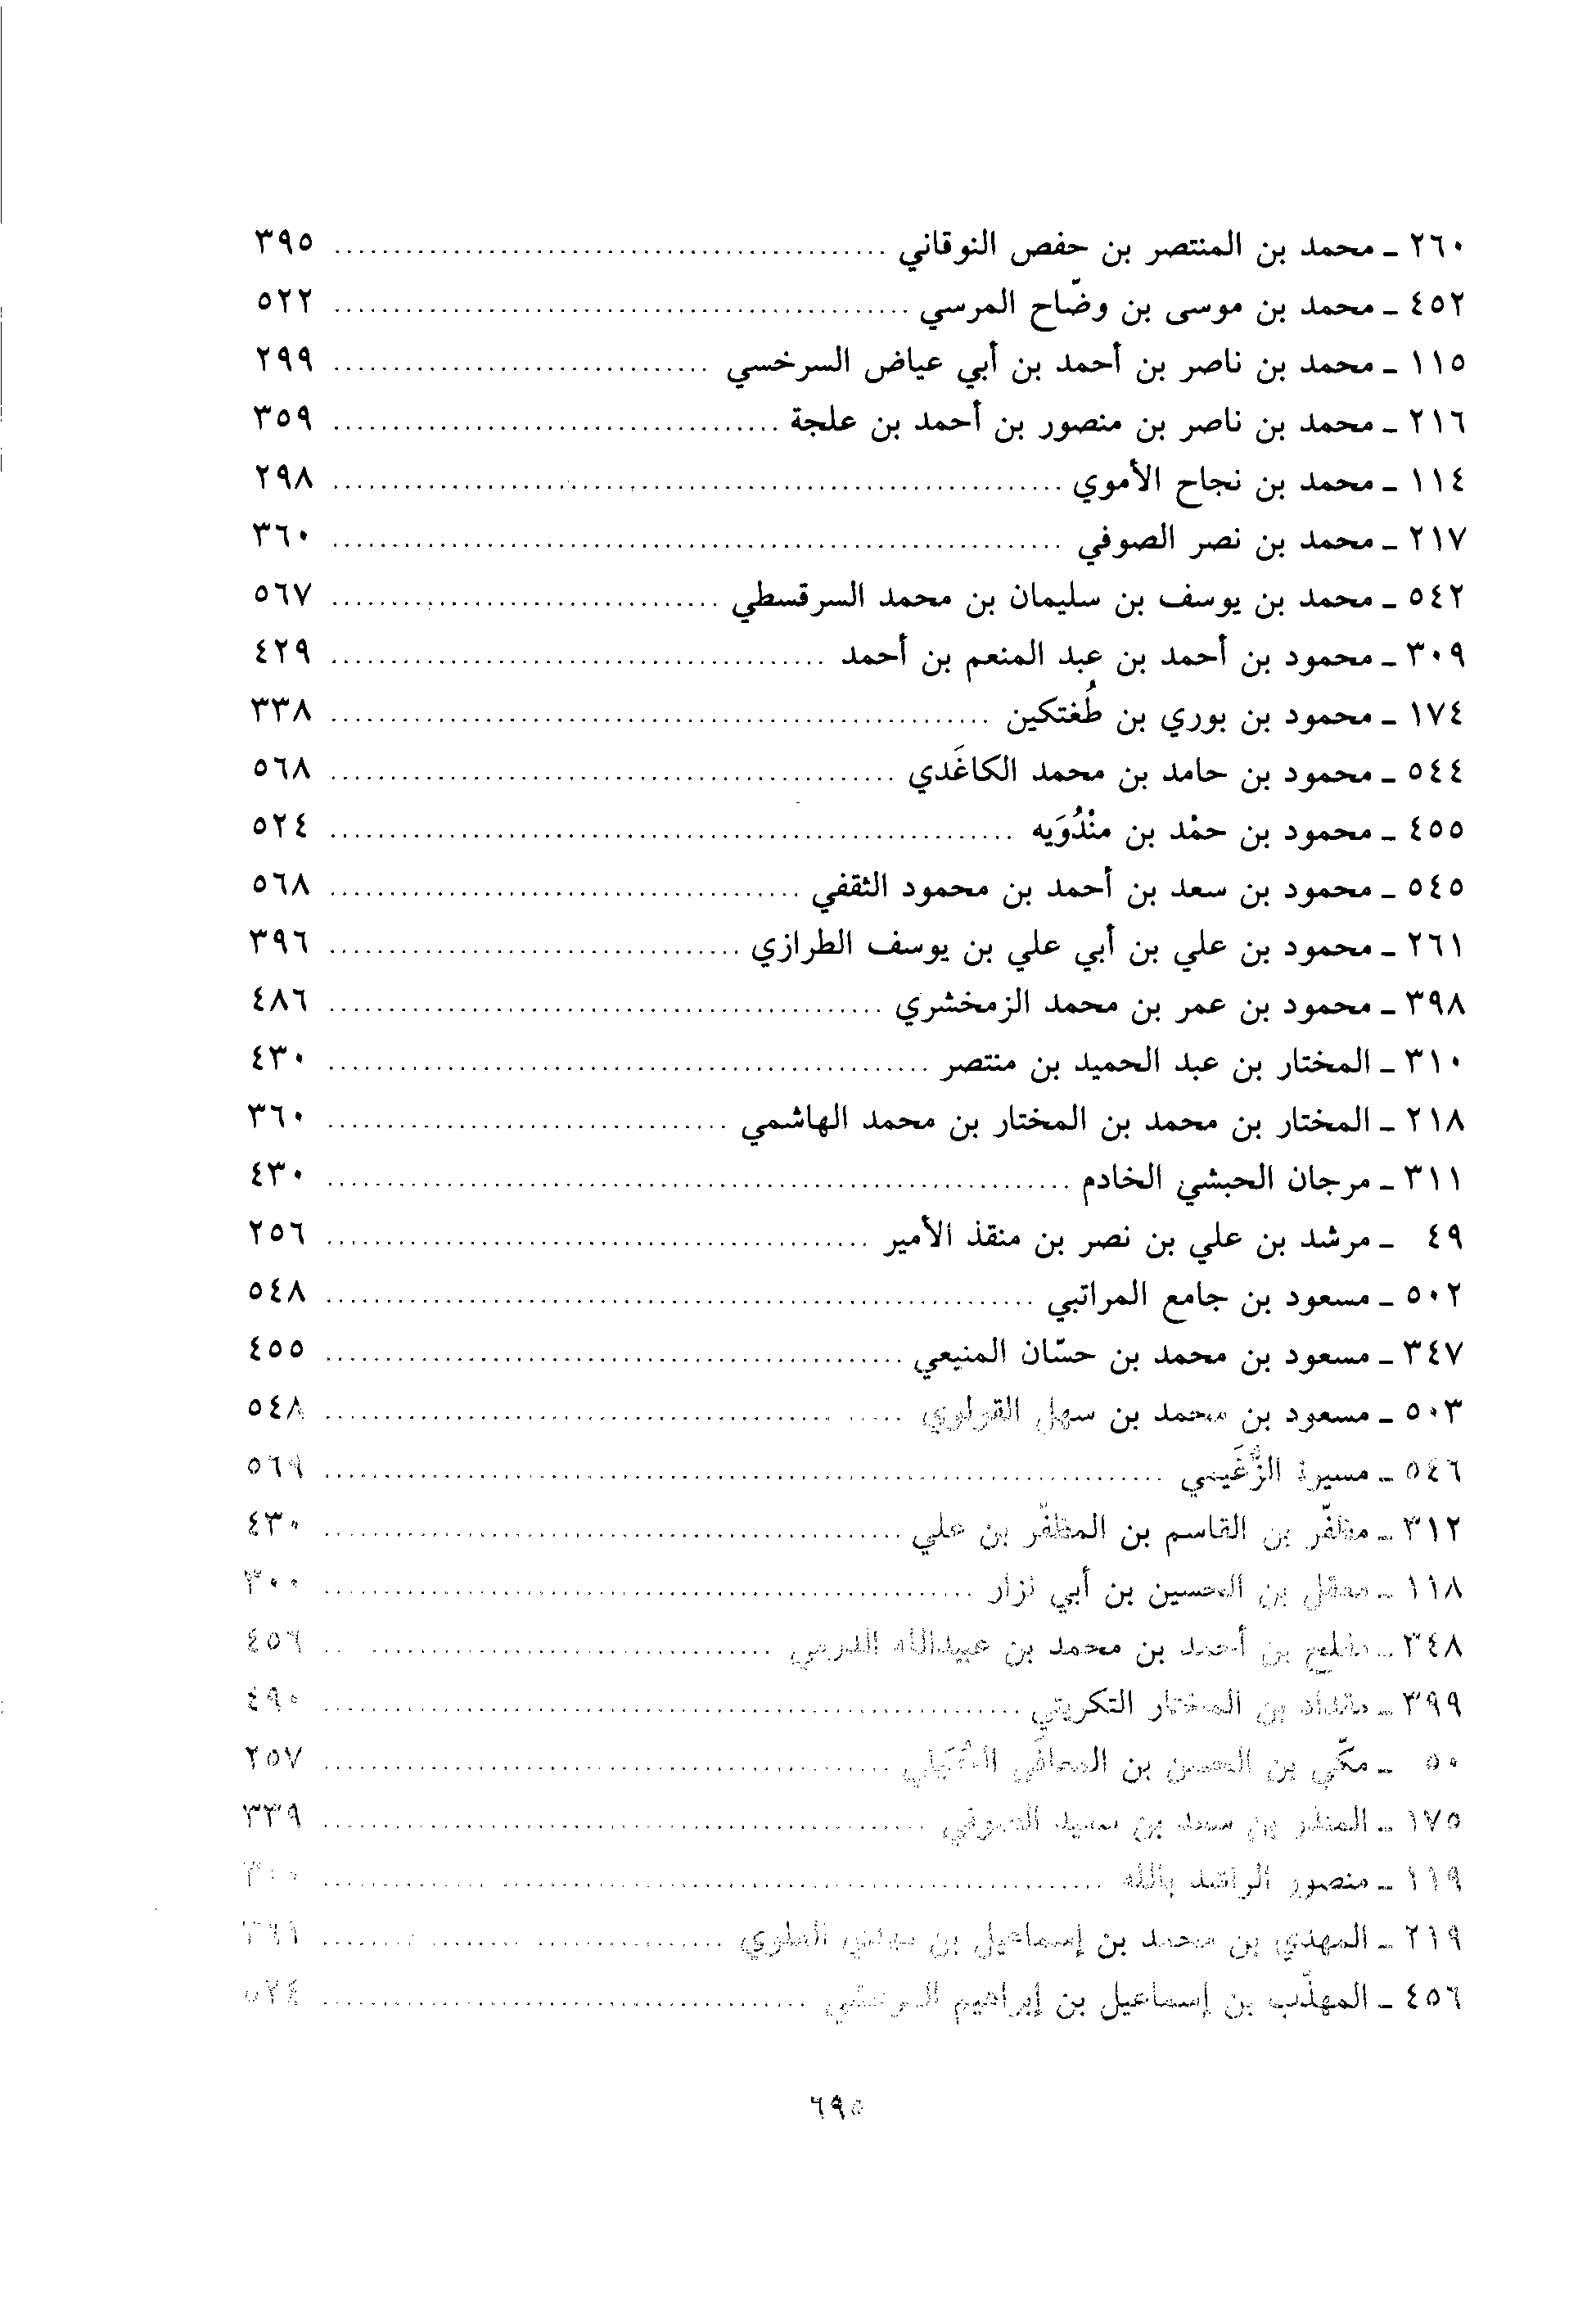 ٢٦٠ ـ محمد بن المنتصر بن حفص النوقاني ........ ٣٩٥
٤٥٢ ـ محمد بن موسى بن وضّاح المرسي ........ ٥٢٢
١١٥ ـ محمد بن ناصر بن أحمد بن أبي عياض السرخسي ........ ٢٩٩
٢١٦ ـ محمد بن ناصر بن منصور بن أحمد بن علجة ........ ٣٥٩
١١٤ ـ محمد بن نجاح الأموي ........ ٢٩٨
٢١٧ ـ محمد بن نصر الصوفي ........ ٣٦٠
٥٤٢ ـ محمد بن يوسف بن سليمان بن محمد السرقسطي ........ ٥٦٧
٣٠٩ ـ محمود بن أحمد بن عبد المنعم بن أحمد ........ ٤٢٩
١٧٤ ـ محمود بن بوري بن طُغتكين ........ ٣٣٨
٥٤٤ ـ محمود بن حامد بن محمد الكاغَدي ........ ٥٦٨
٤٥٥ ـ محمود بن حمْد بن منْدُوَيه ........ ٥٢٤
٥٤٥ ـ محمود بن سعد بن أحمد بن محمود الثقفي ........ ٥٦٨
٢٦١ ـ محمود بن علي بن أبي علي بن يوسف الطرازي ........ ٣٩٦
٣٩٨ ـ محمود بن عمر بن محمد الزمخشري ........ ٤٨٦
٣١٠ ـ المختار بن عبد الحميد بن منتصر ........ ٤٣٠
٢١٨ ـ المختار بن محمد بن المختار بن محمد الهاشمي ........ ٣٦٠
٣١١ ـ مرجان الحبشي الخادم ........ ٤٣٠
٤٩ ـ مرشد بن علي بن نصر بن منقذ الأمير ........ ٢٥٦
٥٠٢ ـ مسعود بن جامع المراتبي ........ ٥٤٨
٣٤٧ ـ مسعود بن محمد بن حسّان المنيعي ........ ٤٥٥
٥٠٣ ـ مسعود بن محمد بن سهل القولوي ........ ٥٤٨
٥٤٦ ـ مسيرة الزُّغَيمي ........ ٥٦٩
٣١٢ ـ مظفّر بن القاسم بن المظفّر بن علي ........ ٤٣٠
١١٨ ـ معقل بن الحسين بن أبي نزار ........ ٣٠٠
٣٤٨ ـ مفلح بن أحمد بن محمد بن عبيدالله ........ ٤٥٦
٣٩٩ ـ مقداد بن المختار التكريتي ........ ٤٩٠
٥٠ ـ مكّي بن الحسن بن المعافَى ........ ٢٥٧
١٧٥ ـ المنذر بن سعد بن سعيد الصوفي ........ ٣٣٩
١١٩ ـ منصور الراشد بالله ........ ٣٠٠
٢١٩ ـ المهدي بن محمد بن إسماعيل بن مهدي العلوي ........ ٣٦١
٤٥٦ ـ المهذّب بن إسماعيل بن إبراهيم ........ ٥٢٤
٦٩٥